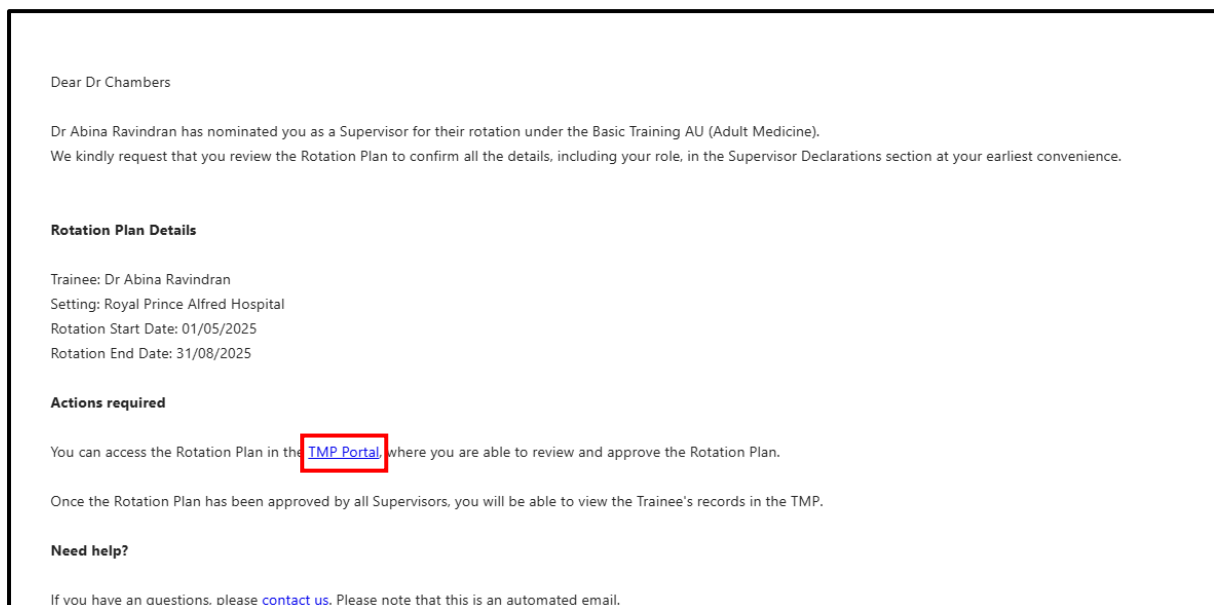 Dear Dr Chambers
Dr Abina Ravindran has nominated you as a Supervisor for their rotation under the Basic Training AU (Adult Medicine).
We kindly request that you review the Rotation Plan to confirm all the details, including your role, in the Supervisor Declarations section at your earliest convenience.
Rotation Plan Details
Trainee: Dr Abina Ravindran
Setting: Royal Prince Alfred Hospital
Rotation Start Date: 01/05/2025
Rotation End Date: 31/08/2025
Actions required
You can access the Rotation Plan in the TMP Portal, where you are able to review and approve the Rotation Plan.
Once the Rotation Plan has been approved by all Supervisors, you will be able to view the Trainee's records in the TMP.
Need help?
If you have an questions, please contact us. Please note that this is an automated email.